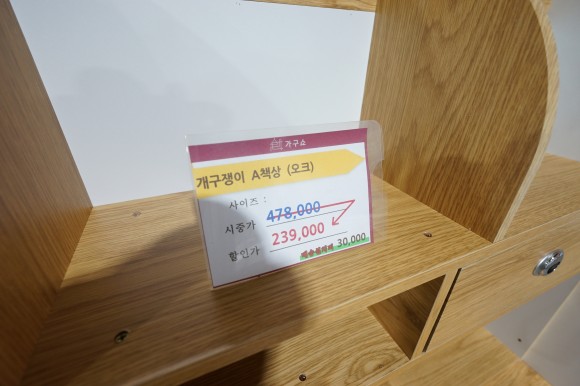 가구쇼
개구쟁이 A책상 (오크)
사이즈 :
시중가 478,000
할인가 239,000
30,000